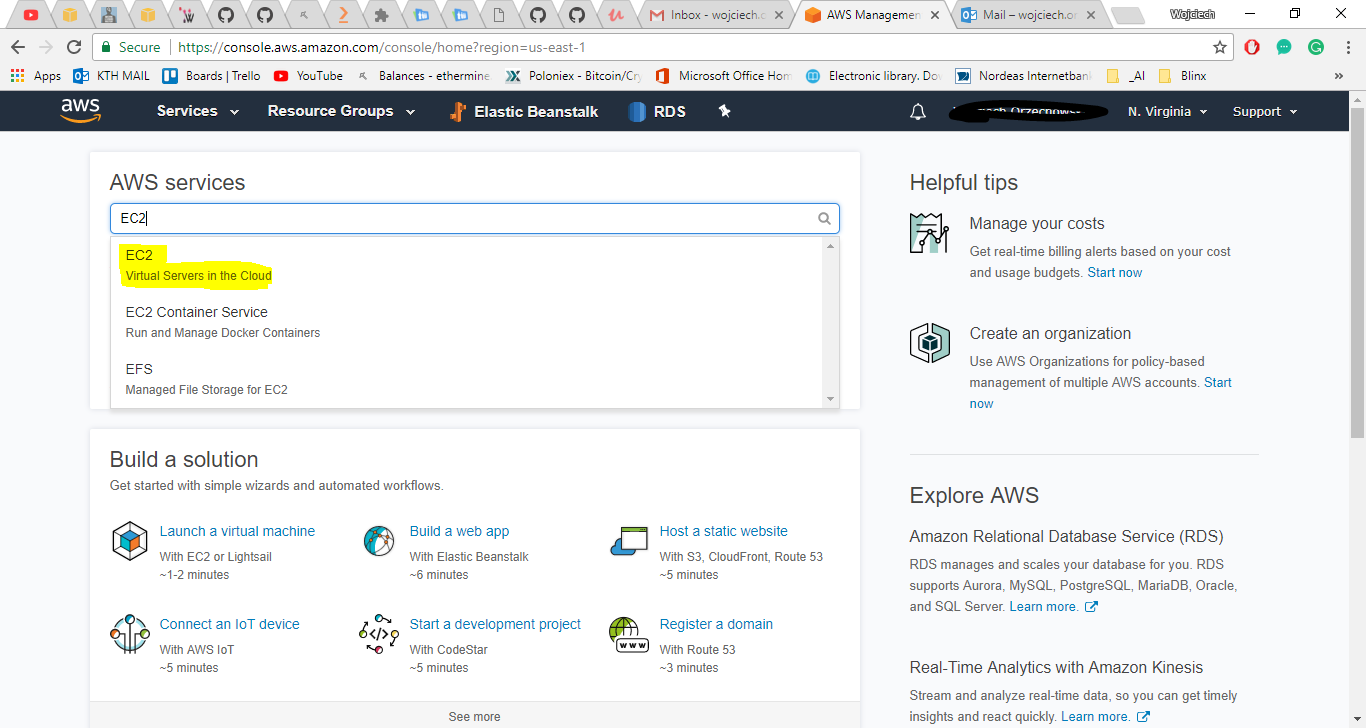 Inbox - wojciech.o
AWS Managemen
Mail – wojciech.or
Wojciech
Secure
https://console.aws.amazon.com/console/home?region=us-east-1
Apps
KTH MAIL
Boards | Trello
YouTube
Balances - ethermine.
Poloniex - Bitcoin/Cry
Microsoft Office Hom
Electronic library. Dow
Nordeas Internetbank
_AI
Blinx
»
aws
Services
Resource Groups
Elastic Beanstalk
RDS
N. Virginia
Support
AWS services
EC2
EC2
Virtual Servers in the Cloud
EC2 Container Service
Run and Manage Docker Containers
EFS
Managed File Storage for EC2
Build a solution
Get started with simple wizards and automated workflows.
Launch a virtual machine
With EC2 or Lightsail
~1-2 minutes
Build a web app
With Elastic Beanstalk
~6 minutes
Host a static website
With S3, CloudFront, Route 53
~5 minutes
Connect an IoT device
With AWS IoT
~5 minutes
Start a development project
With CodeStar
~5 minutes
www
Register a domain
With Route 53
~3 minutes
See more
Helpful tips
Manage your costs
Get real-time billing alerts based on your cost
and usage budgets. Start now
Create an organization
Use AWS Organizations for policy-based
management of multiple AWS accounts. Start
now
Explore AWS
Amazon Relational Database Service (RDS)
RDS manages and scales your database for you. RDS
supports Aurora, MySQL, PostgreSQL, MariaDB, Oracle,
and SQL Server. Learn more.
Real-Time Analytics with Amazon Kinesis
Stream and analyze real-time data, so you can get timely
insights and react quickly. Learn more.